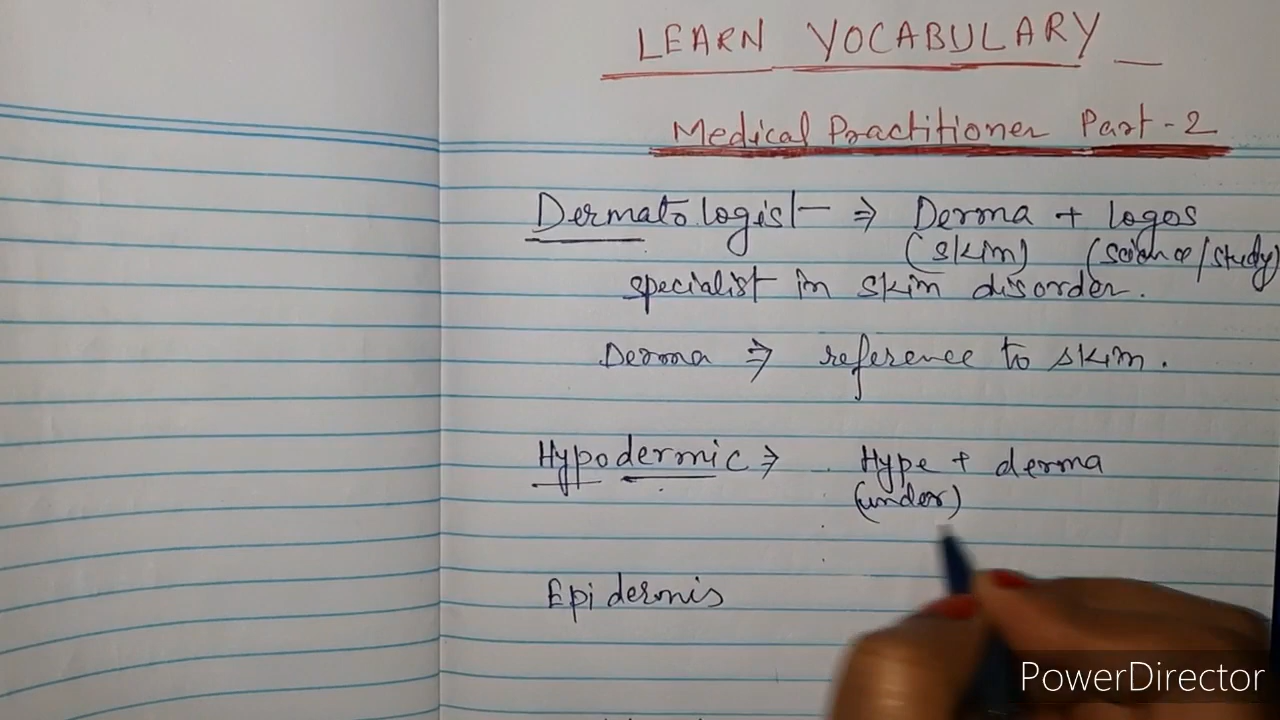 LEARN VOCABULARY
Medical Practitioner Part-2
Dermatologist ⇒ Derma + logos
(skin) (science/study)
specialist in skin disorder.
Derma ⇒ reference to skin.
Hypodermic ⇒ Hype + derma
(under)
Epidermis
PowerDirector